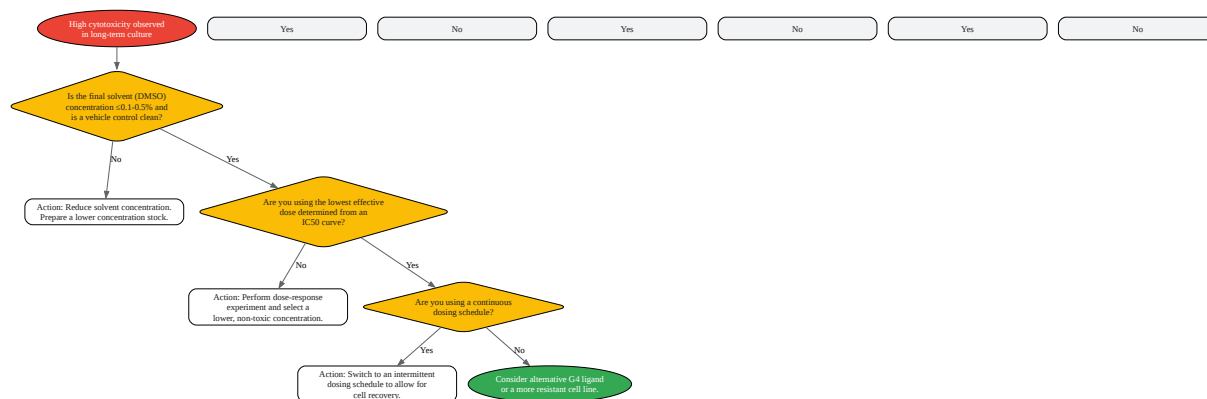 High cytotoxicity observed
in long-term culture
Yes
No
Yes
No
Yes
No
Is the final solvent (DMSO)
concentration ≤0.1-0.5% and
is a vehicle control clean?
No
Yes
Action: Reduce solvent concentration.
Prepare a lower concentration stock.
Are you using the lowest effective
dose determined from an
IC50 curve?
No
Yes
Action: Perform dose-response
experiment and select a
lower, non-toxic concentration.
Are you using a continuous
dosing schedule?
Yes
No
Action: Switch to an intermittent
dosing schedule to allow for
cell recovery.
Consider alternative G4 ligand
or a more resistant cell line.